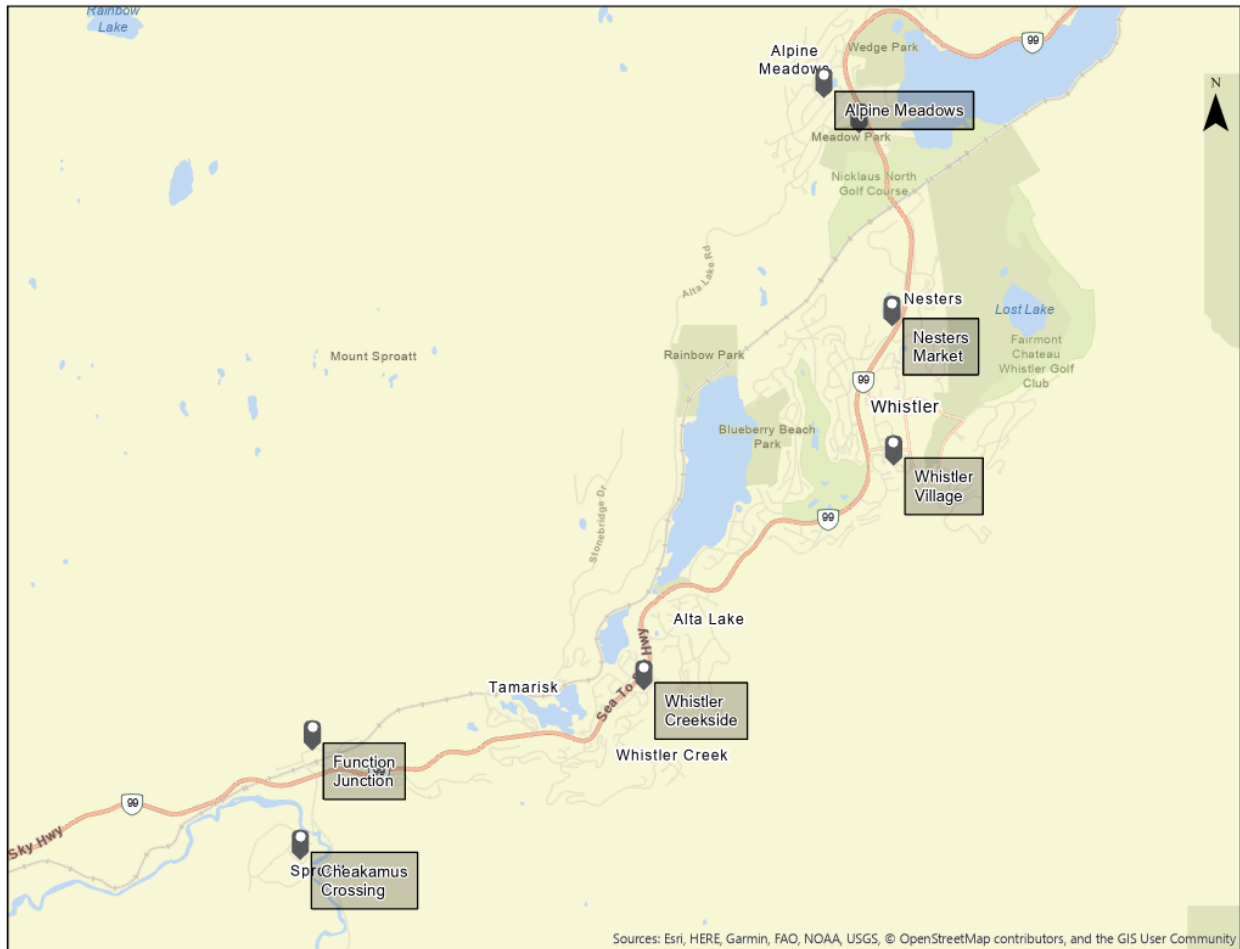 Rainbow
Lake
99
Wedge Park
Alpine
Meadows
N
Alpine Meadows
Meadow Park
Nicklaus North
Golf Course
Alta Lake Rd
Nesters
Lost Lake
Nesters
Market
Fairmont
Chateau
Whistler Golf
Club
Mount Sproatt
Rainbow Park
99
Whistler
Blueberry Beach
Park
Whistler
Village
Stonebridge Dr
99
Alta Lake
Sea To Hwy
Tamarisk
Whistler
Creekside
Whistler Creek
Function
Junction
99
99
Sky Hwy
Cheakamus
Crossing
Sources: Esri, HERE, Garmin, FAO, NOAA, USGS, © OpenStreetMap contributors, and the GIS User Community